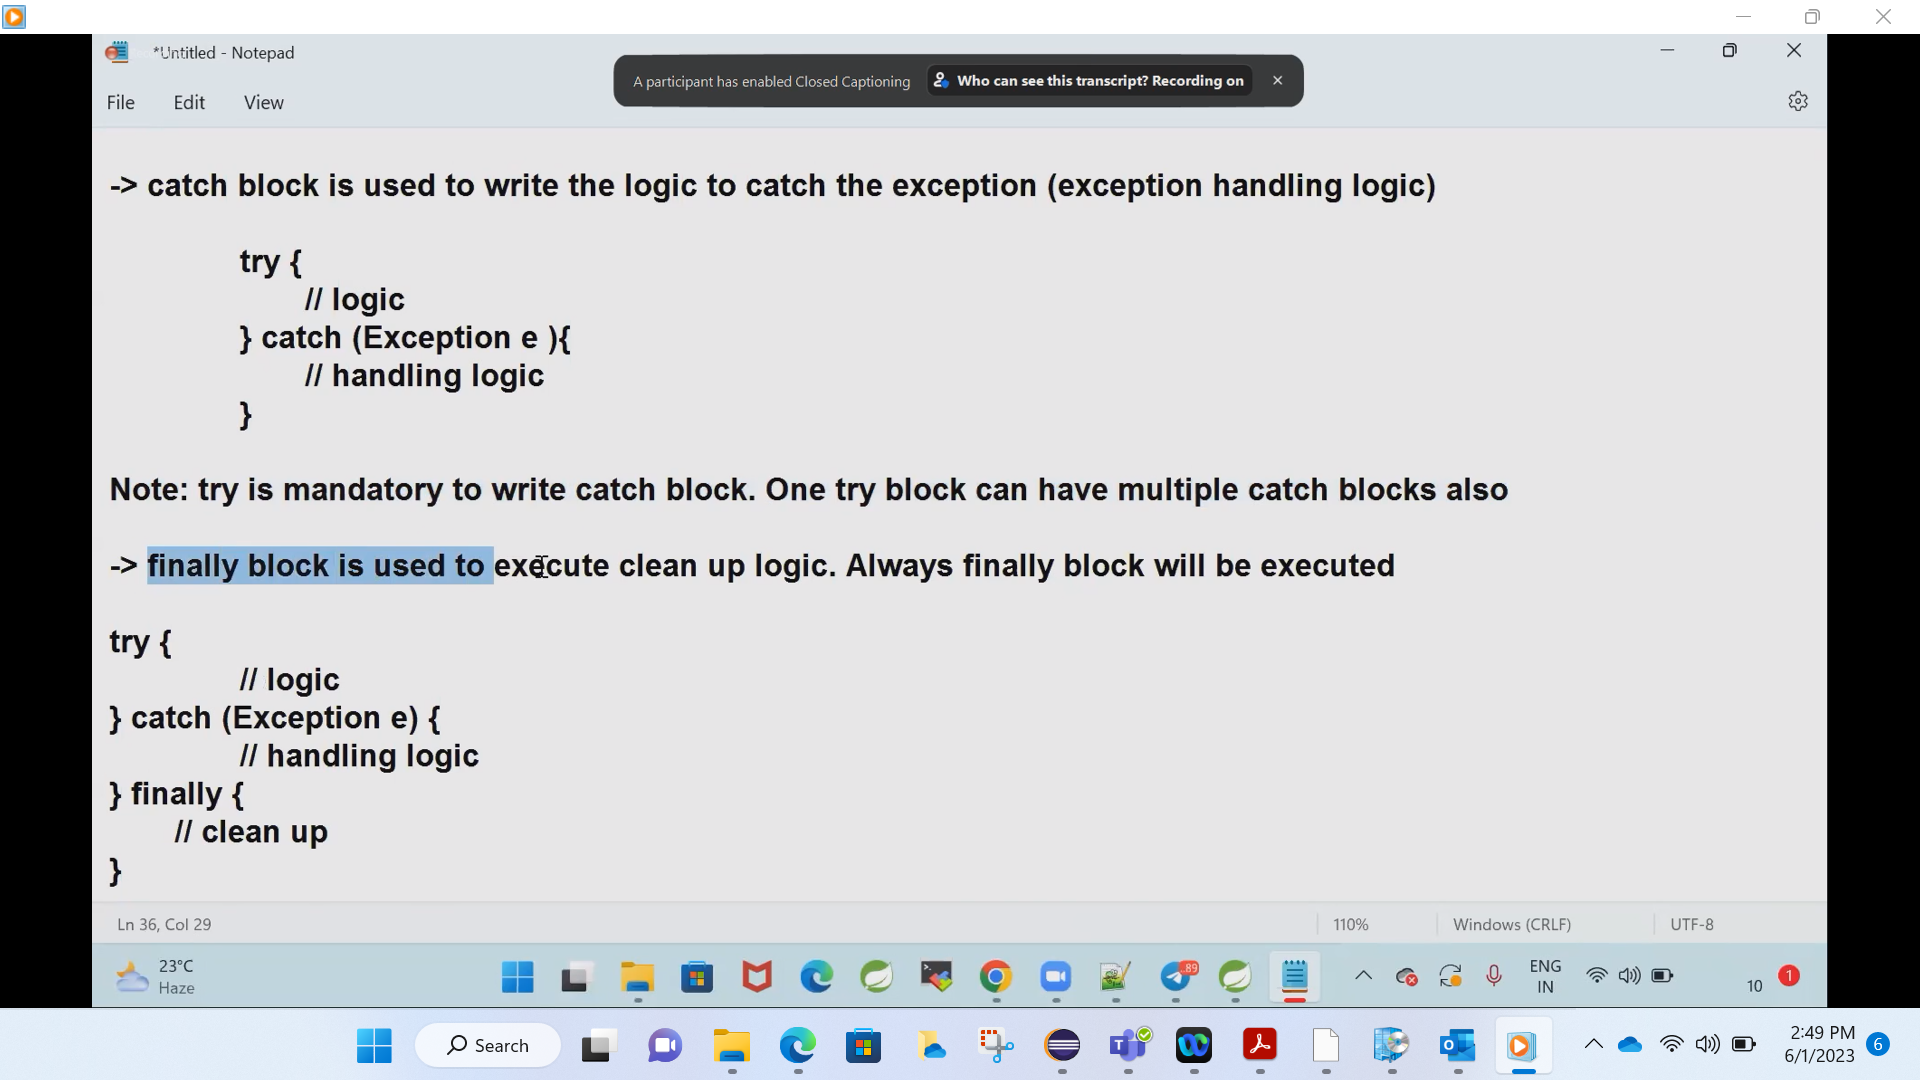 *Untitled - Notepad
A participant has enabled Closed Captioning
Who can see this transcript? Recording on
File Edit View
-> catch block is used to write the logic to catch the exception (exception handling logic)
try {
// logic
} catch (Exception e ){
// handling logic
}
Note: try is mandatory to write catch block. One try block can have multiple catch blocks also
-> finally block is used to execute clean up logic. Always finally block will be executed
try {
// logic
} catch (Exception e) {
// handling logic
} finally {
// clean up
}
Ln 36, Col 29
110%
Windows (CRLF)
UTF-8
23°C
Haze
89
ENG
IN
10
1
Search
2:49 PM
6/1/2023
6